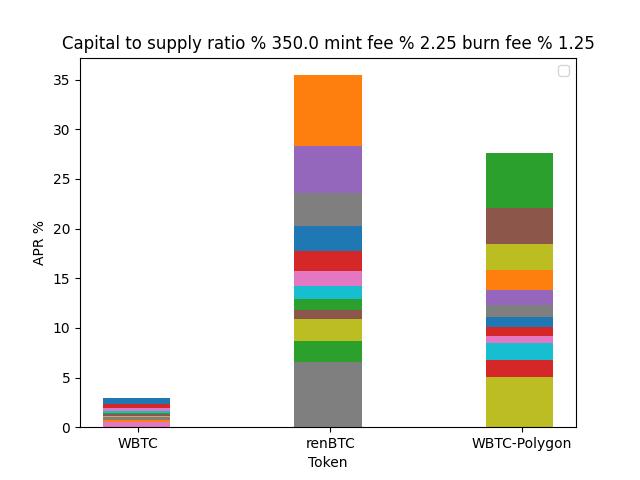 Capital to supply ratio % 350.0 mint fee % 2.25 burn fee % 1.25
35
30
25
20
15
10
5
0
APR %
WBTC
renBTC
WBTC-Polygon
Token